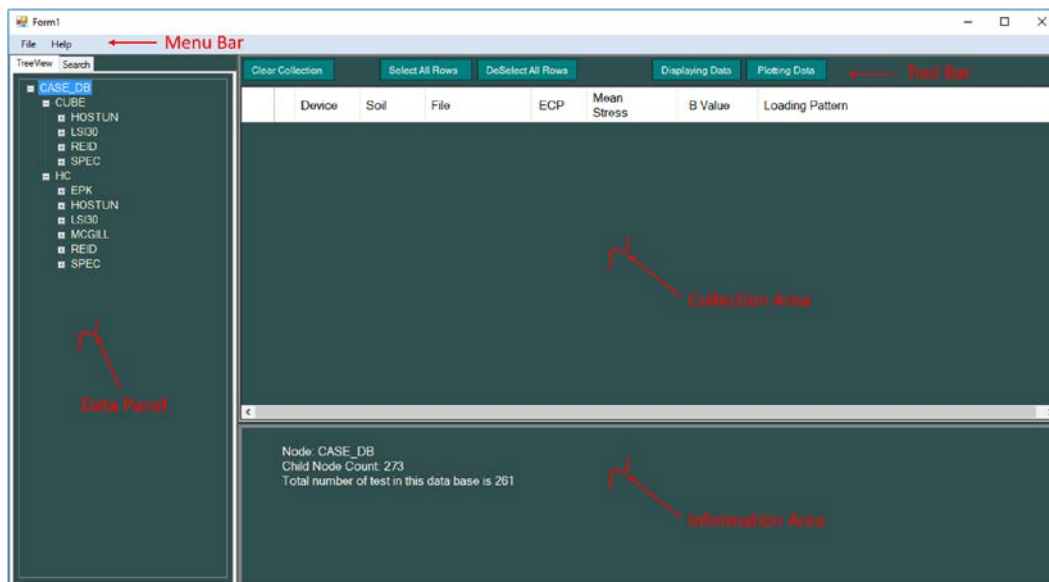 Form1
File Help Menu Bar
TreeView Search
Clear Collection Select All Rows DeSelect All Rows Displaying Data Plotting Data Tool Bar
Device Soil File ECP Mean Stress B Value Loading Pattern
CASE_DB
CUBE
HOSTUN
LSI30
REID
SPEC
HC
EPK
HOSTUN
LSI30
MCGILL
REID
SPEC
Data Panel
Collection Area
Node: CASE_DB
Child Node Count: 273
Total number of test in this data base is 261
Information Area